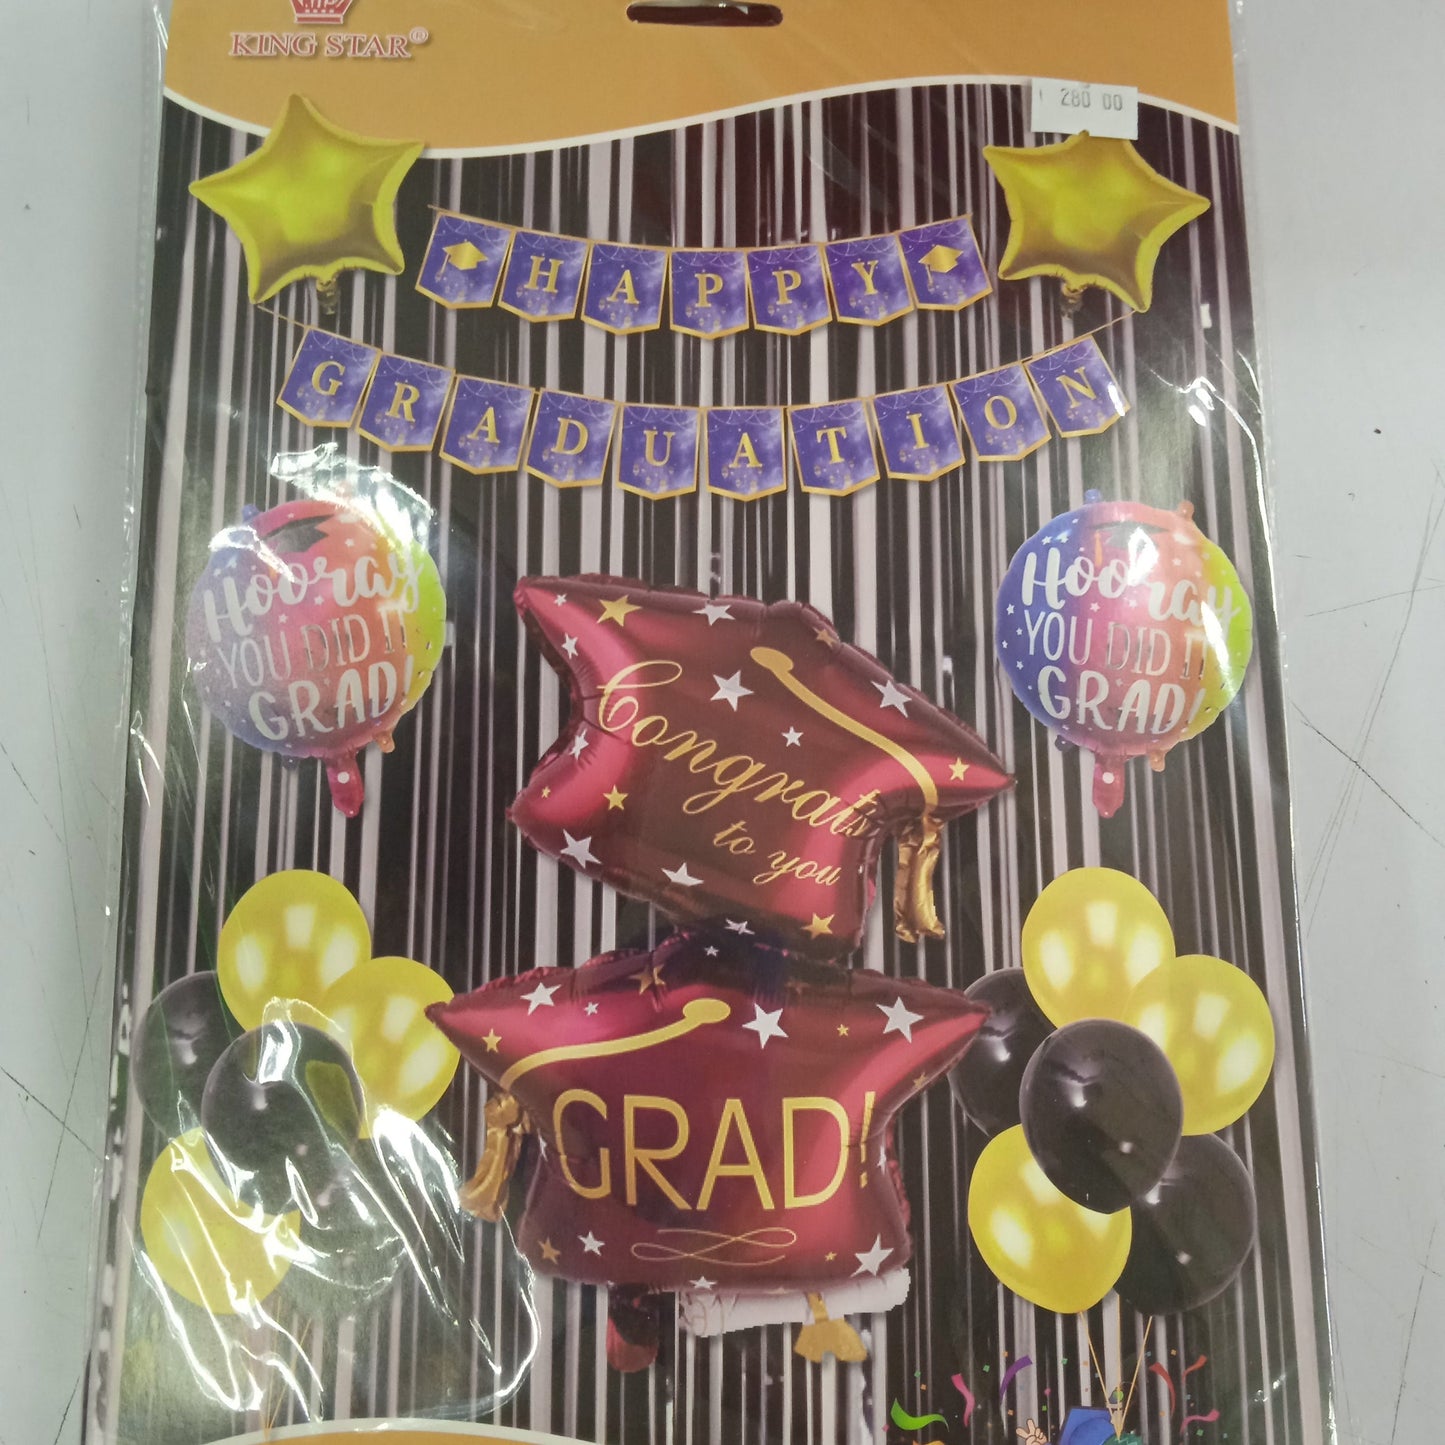 KING STAR®
280 00
HAPPY
GRADUATION
Hooray
YOU DID IT
GRAD!
Hooray
YOU DID IT
GRAD!
Congrats
to you
GRAD!